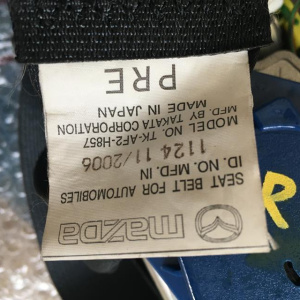 mazda
SEAT BELT FOR AUTOMOBILES
ID. NO. MFD. IN
1124 11/2006
MODEL NO. TK-AF2-H857
MFD. BY TAKATA CORPORATION
MADE IN JAPAN
PRE
R